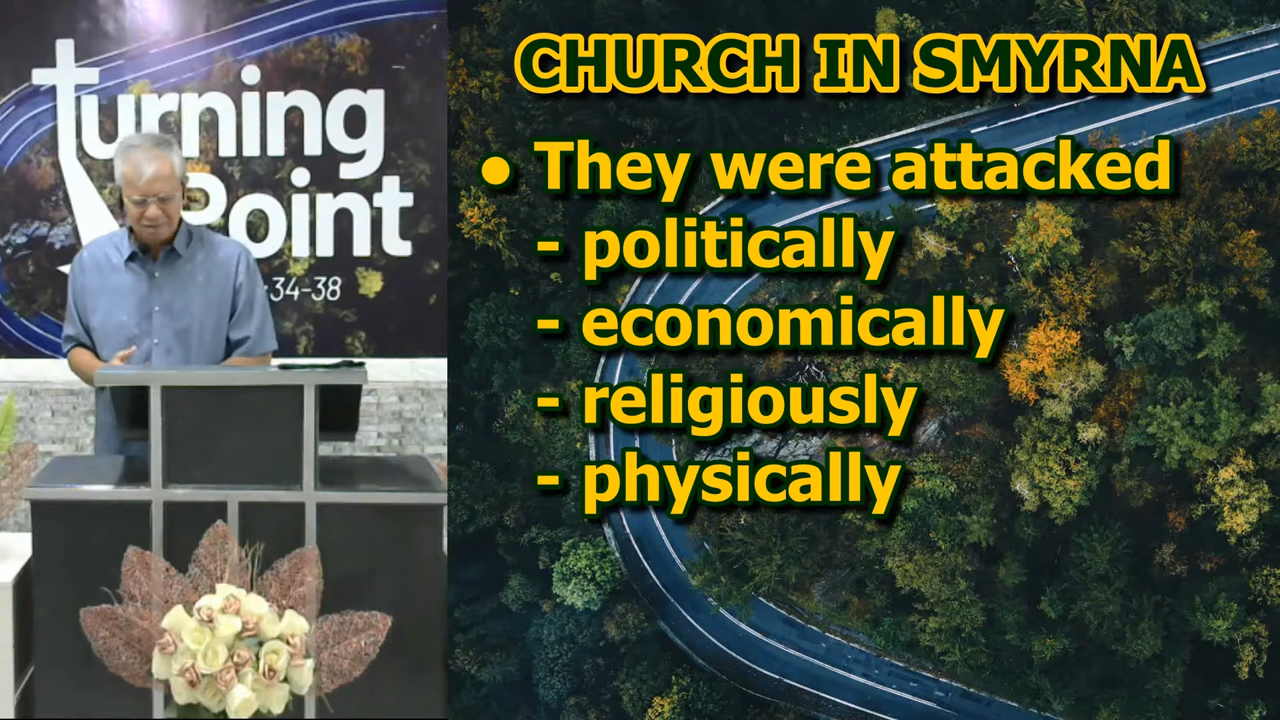 turning
Point
:34-38
CHURCH IN SMYRNA
● They were attacked
- politically
- economically
- religiously
- physically